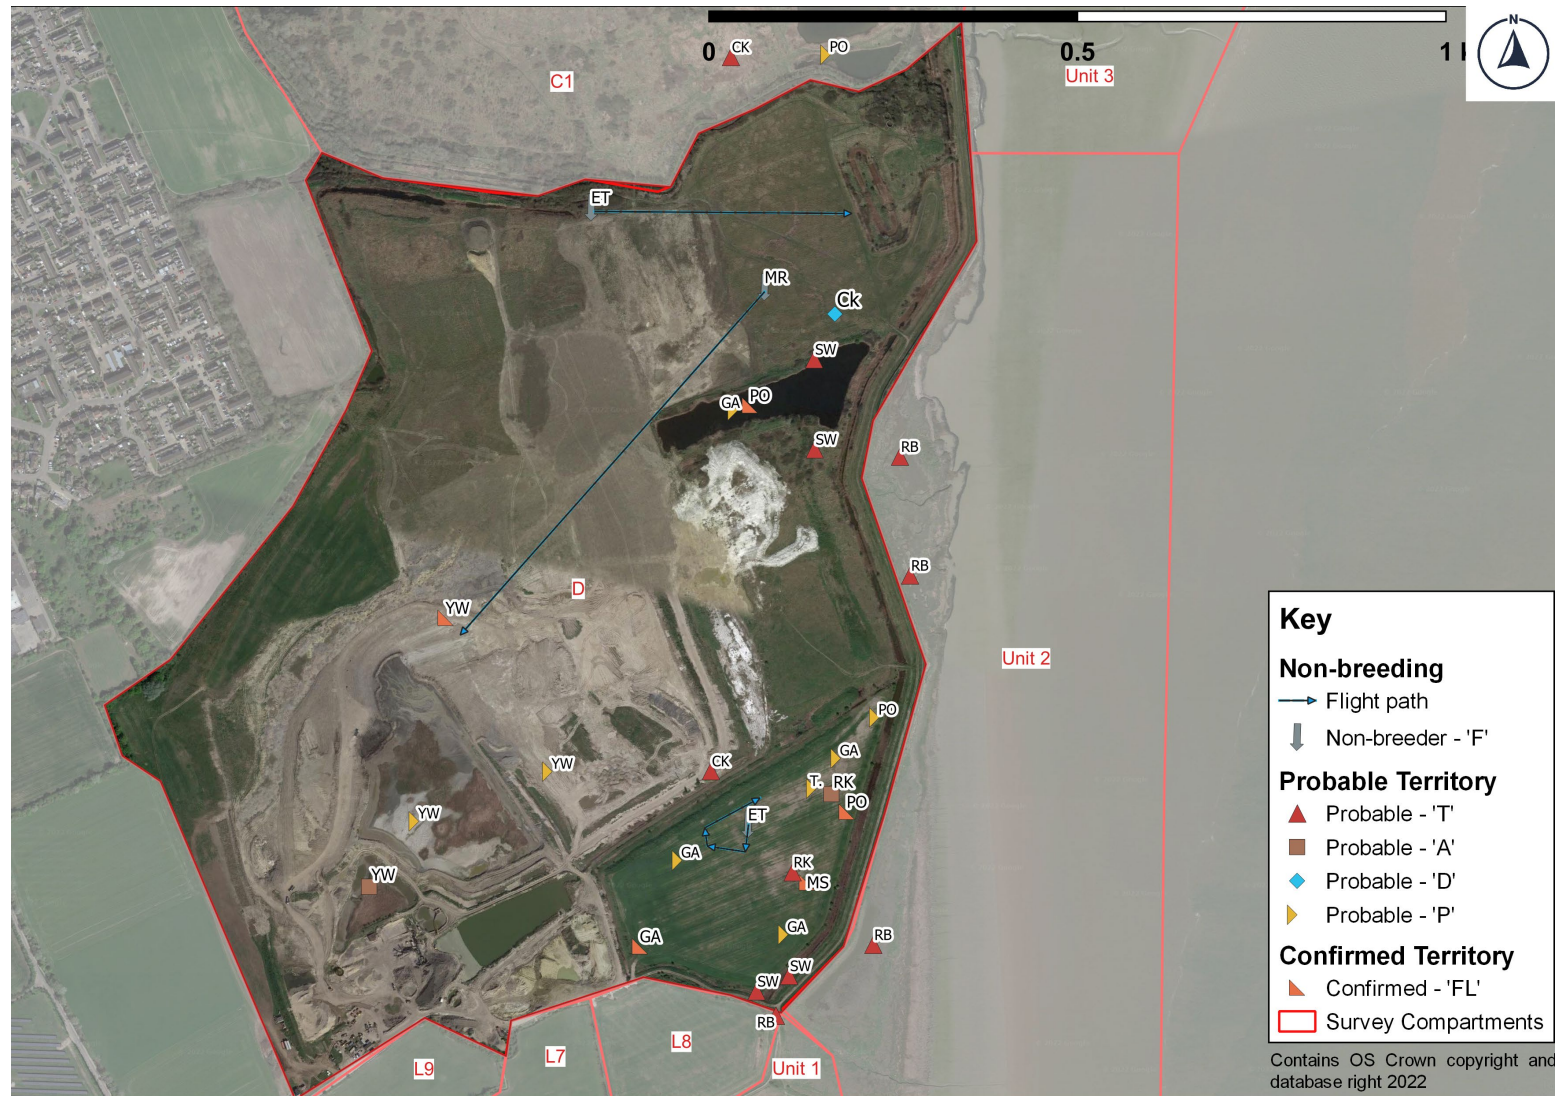 N
0 0.5 1 k
CK
PO
C1
Unit 3
ET
MR
Ck
SW
GA PO
SW
RB
RB
D
YW
Unit 2
PO
GA
YW
CK
T. RK
PO
YW
ET
GA
RK
MS
YW
GA
GA
RB
SW
SW
RB
L8
L7
L9
Unit 1
Key
Non-breeding
Flight path
Non-breeder - 'F'
Probable Territory
Probable - 'T'
Probable - 'A'
Probable - 'D'
Probable - 'P'
Confirmed Territory
Confirmed - 'FL'
Survey Compartments
Contains OS Crown copyright and
database right 2022